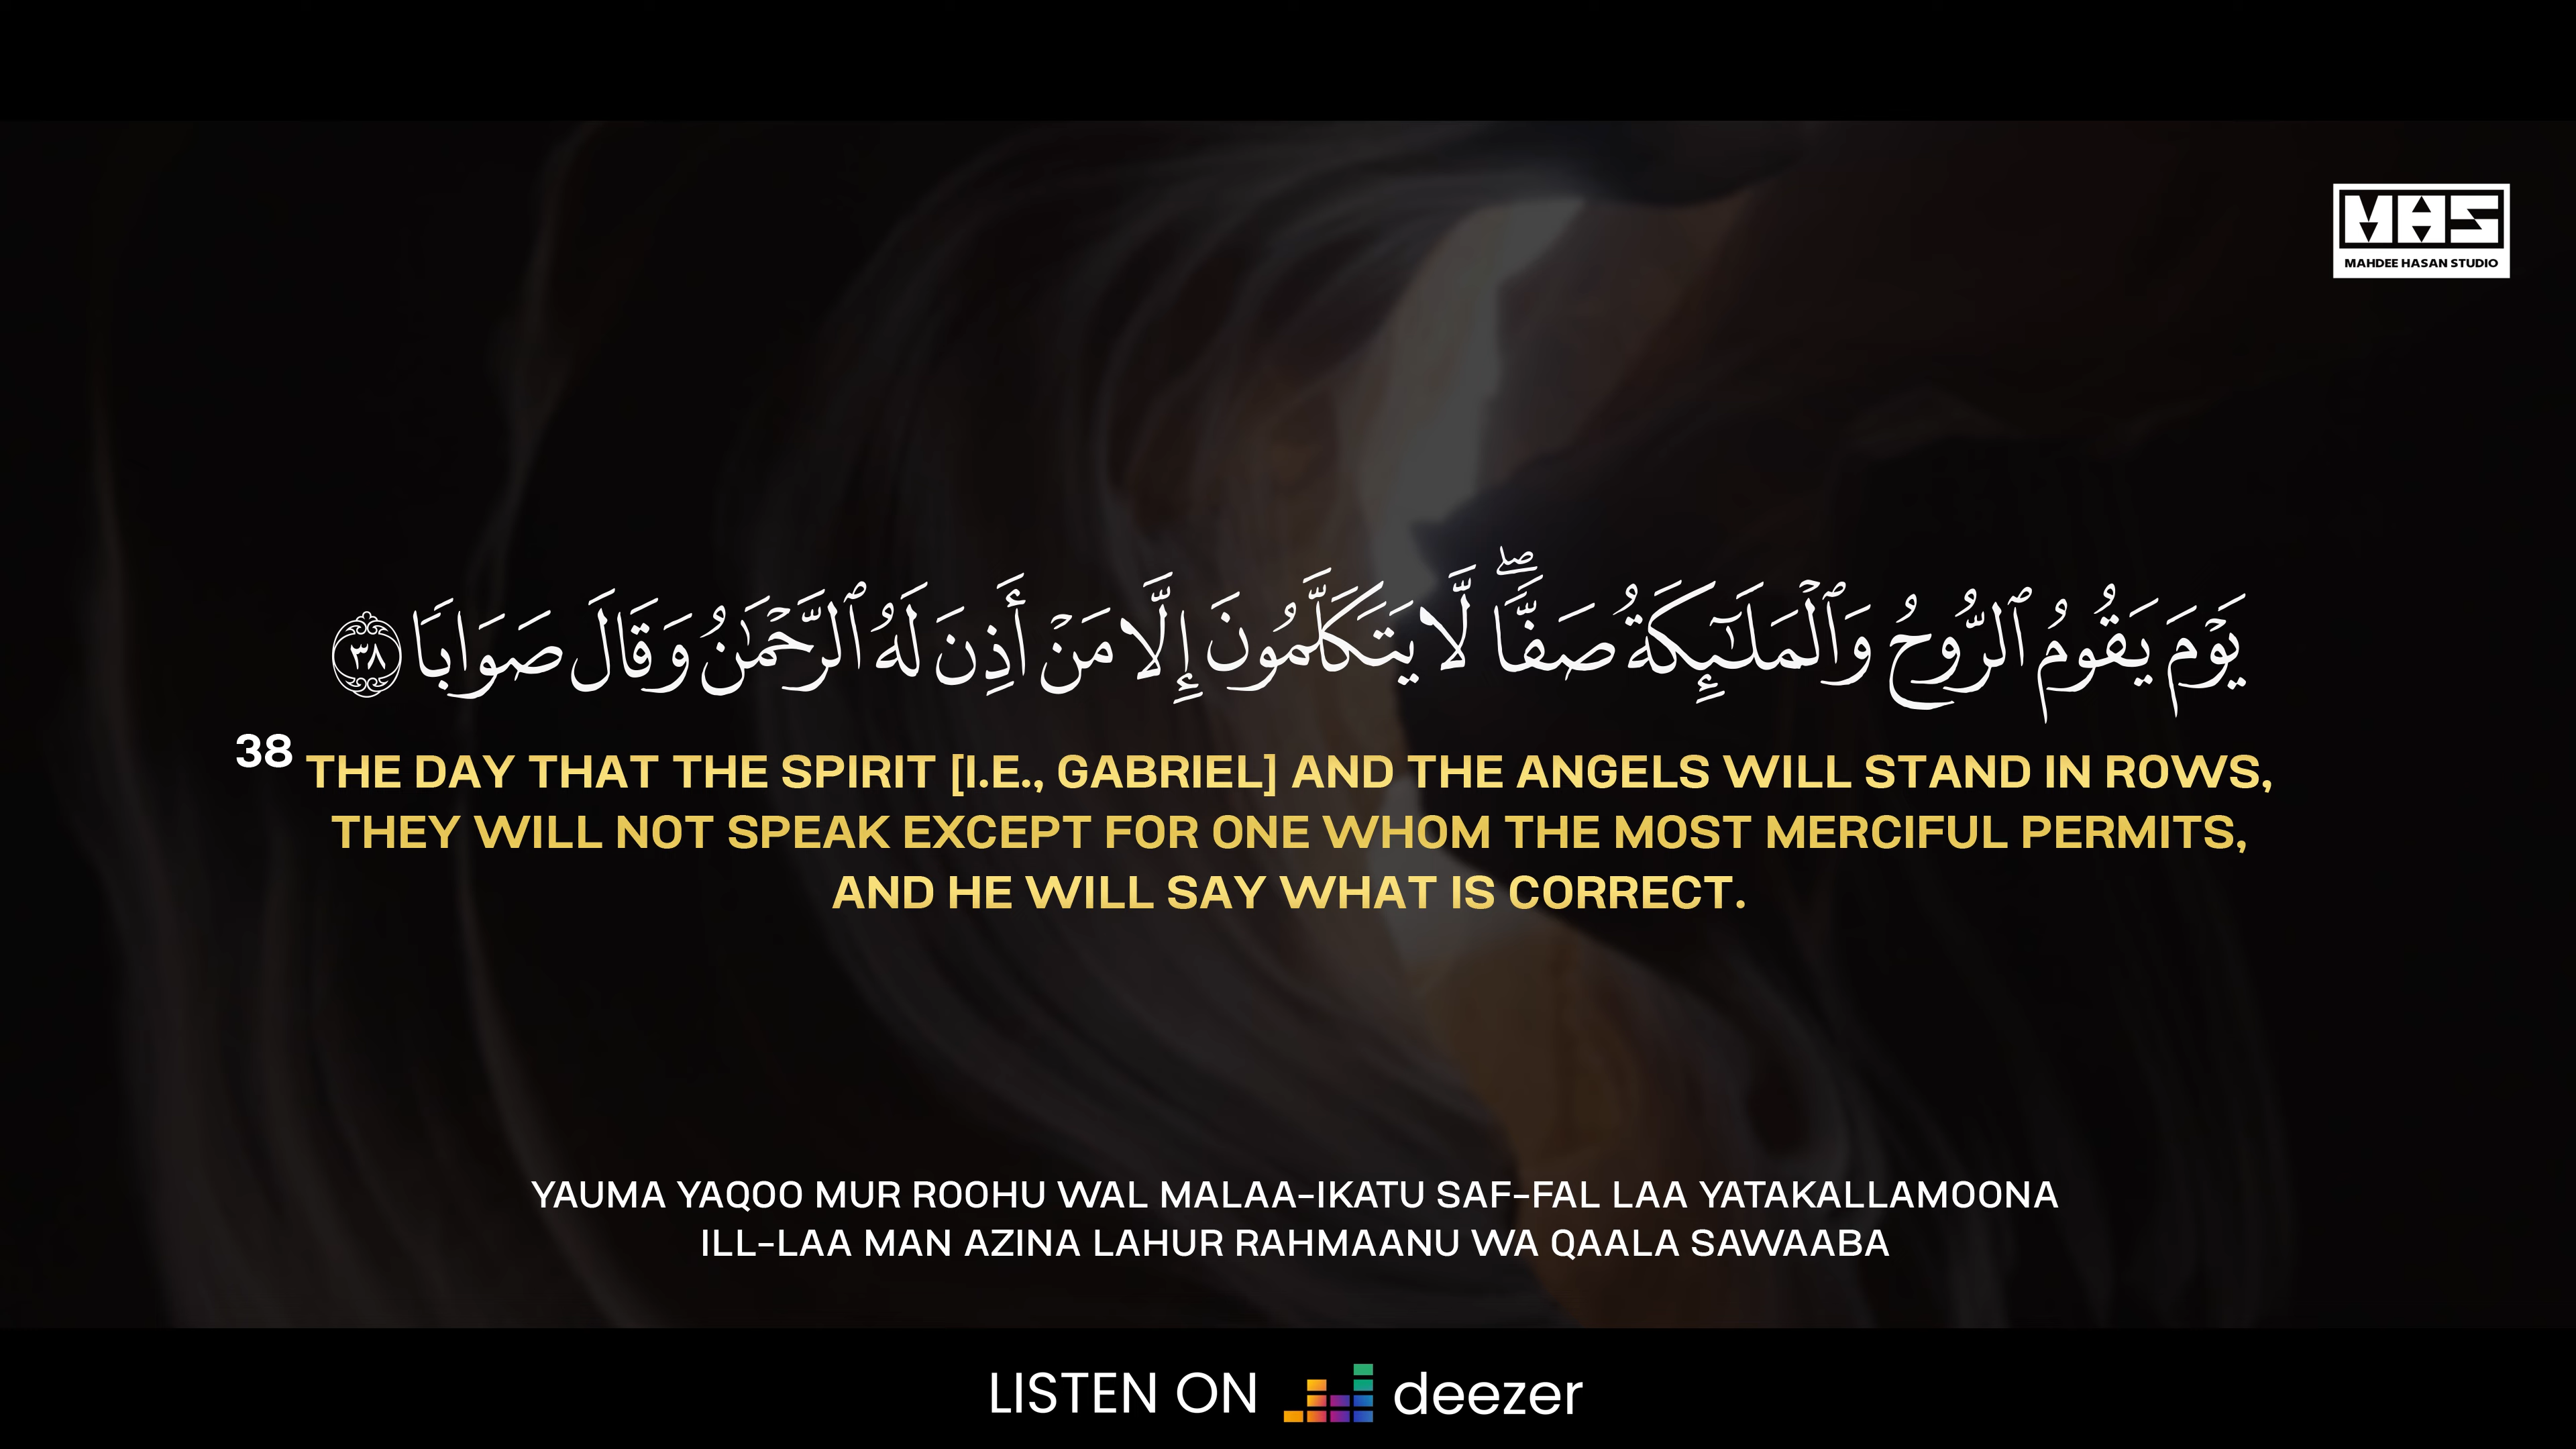 MHS
MAHDEE HASAN STUDIO
يَوْمَ يَقُومُ ٱلرُّوحُ وَٱلْمَلَـٰٓئِكَةُ صَفًّا ۖ لَّا يَتَكَلَّمُونَ إِلَّا مَنْ أَذِنَ لَهُ ٱلرَّحْمَـٰنُ وَقَالَ صَوَابًا ٣٨
38 THE DAY THAT THE SPIRIT [I.E., GABRIEL] AND THE ANGELS WILL STAND IN ROWS,
THEY WILL NOT SPEAK EXCEPT FOR ONE WHOM THE MOST MERCIFUL PERMITS,
AND HE WILL SAY WHAT IS CORRECT.
YAUMA YAQOO MUR ROOHU WAL MALAA-IKATU SAF-FAL LAA YATAKALLAMOONA
ILL-LAA MAN AZINA LAHUR RAHMAANU WA QAALA SAWAABA
LISTEN ON deezer